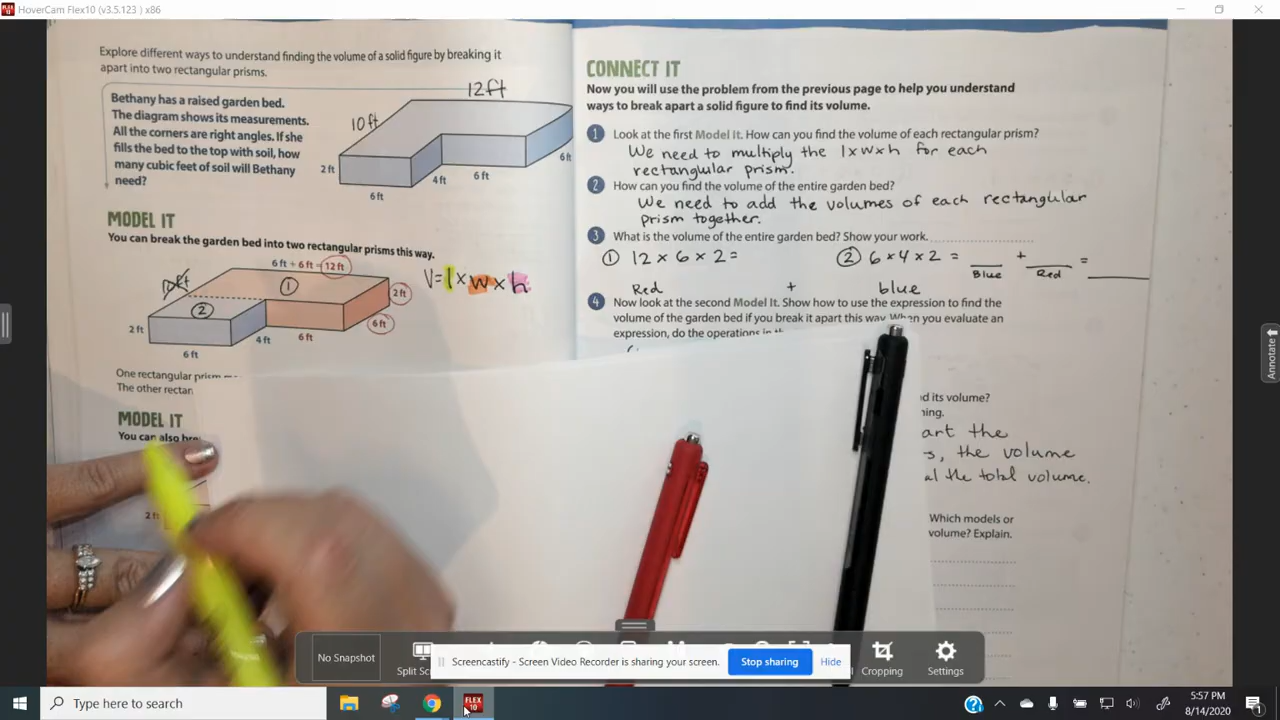 HoverCam Flex10 (v3.5.123 ) x86
Explore different ways to understand finding the volume of a solid figure by breaking it
apart into two rectangular prisms.
Bethany has a raised garden bed.
The diagram shows its measurements.
All the corners are right angles. If she
fills the bed to the top with soil, how
many cubic feet of soil will Bethany
need?
12ft
10ft
2 ft
6 ft
4 ft
6 ft
6 ft
MODEL IT
You can break the garden bed into two rectangular prisms this way.
6 ft + 6 ft = 12 ft
V= l x w x h
1
2 ft
2
2 ft
6 ft
4 ft
6 ft
6 ft
One rectangular prism
The other rectan
MODEL IT
You can also bre
2 ft
CONNECT IT
Now you will use the problem from the previous page to help you understand
ways to break apart a solid figure to find its volume.
1 Look at the first Model It. How can you find the volume of each rectangular prism?
We need to multiply the l x w x h for each
rectangular prism.
2 How can you find the volume of the entire garden bed?
We need to add the volumes of each rectangular
prism together.
3 What is the volume of the entire garden bed? Show your work.
1 12 x 6 x 2 = 2 6 x 4 x 2 = ___ + ___ = ___
Blue Red
Red + blue
4 Now look at the second Model It. Show how to use the expression to find the
volume of the garden bed if you break it apart this way. When you evaluate an
expression, do the operations in
d its volume?
ning.
art the
s, the volume
al the total volume.
Which models or
volume? Explain.
Annotate
No Snapshot
Split Scr
Screencastify - Screen Video Recorder is sharing your screen.
Stop sharing
Hide
Cropping
Settings
Type here to search
FLEX
10
5:57 PM
8/14/2020